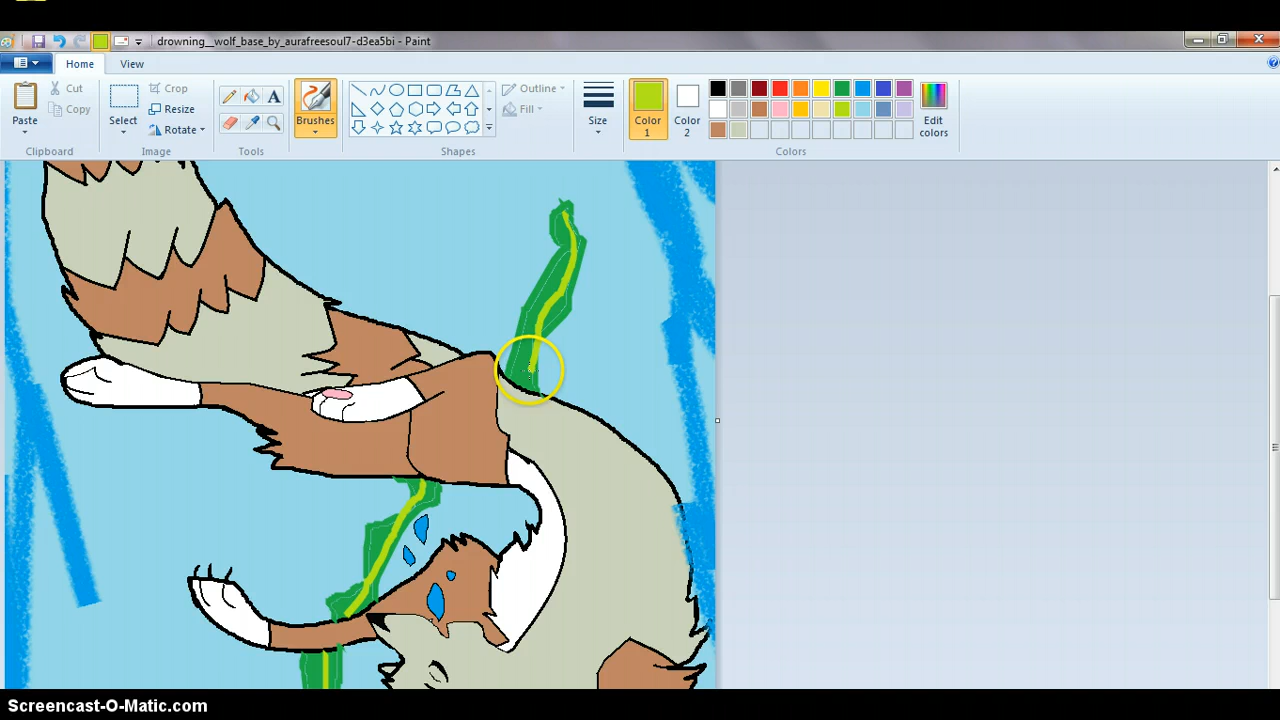 drowning__wolf_base_by_aurafreesoul7-d3ea5bi - Paint
Home View
Paste
Cut
Copy
Clipboard
Select
Crop
Resize
Rotate
Image
A
Tools
Brushes
Outline
Fill
Shapes
Size
Color 1
Color 2
Edit colors
Colors
Screencast-O-Matic.com